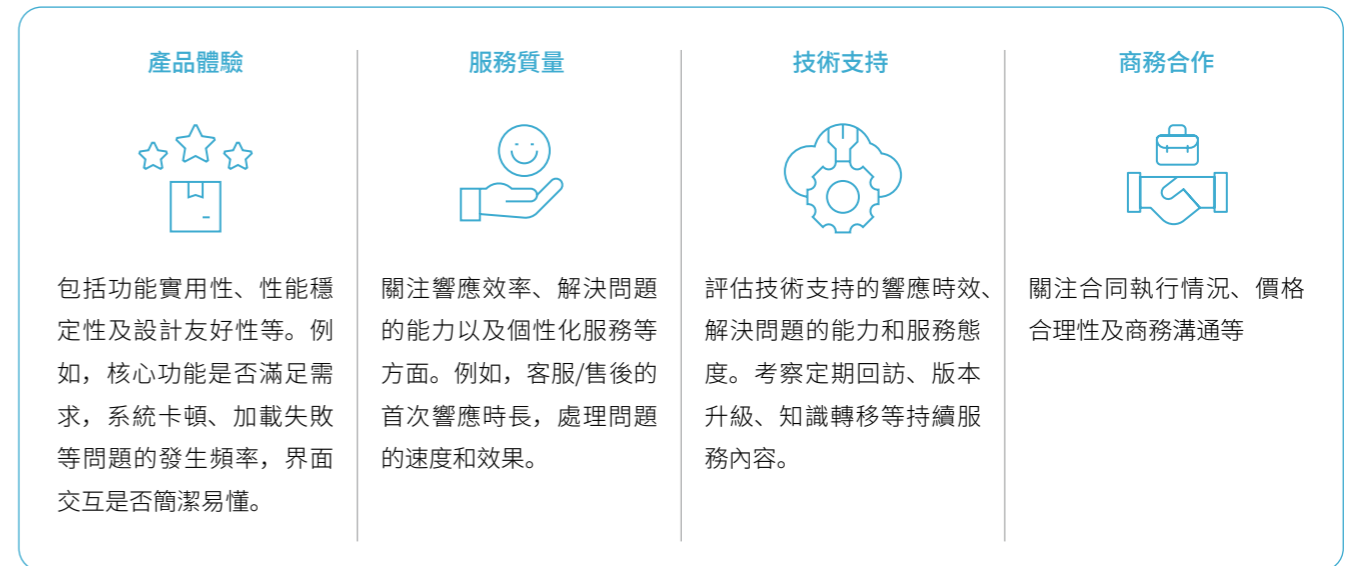 產品體驗
包括功能實用性、性能穩
定性及設計友好性等。例
如，核心功能是否滿足需
求，系統卡頓、加載失敗
等問題的發生頻率，界面
交互是否簡潔易懂。
服務質量
關注響應效率、解決問題
的能力以及個性化服務等
方面。例如，客服/售後的
首次響應時長，處理問題
的速度和效果。
技術支持
評估技術支持的響應時效、
解決問題的能力和服務態
度。考察定期回訪、版本
升級、知識轉移等持續服
務內容。
商務合作
關注合同執行情況、價格
合理性及商務溝通等